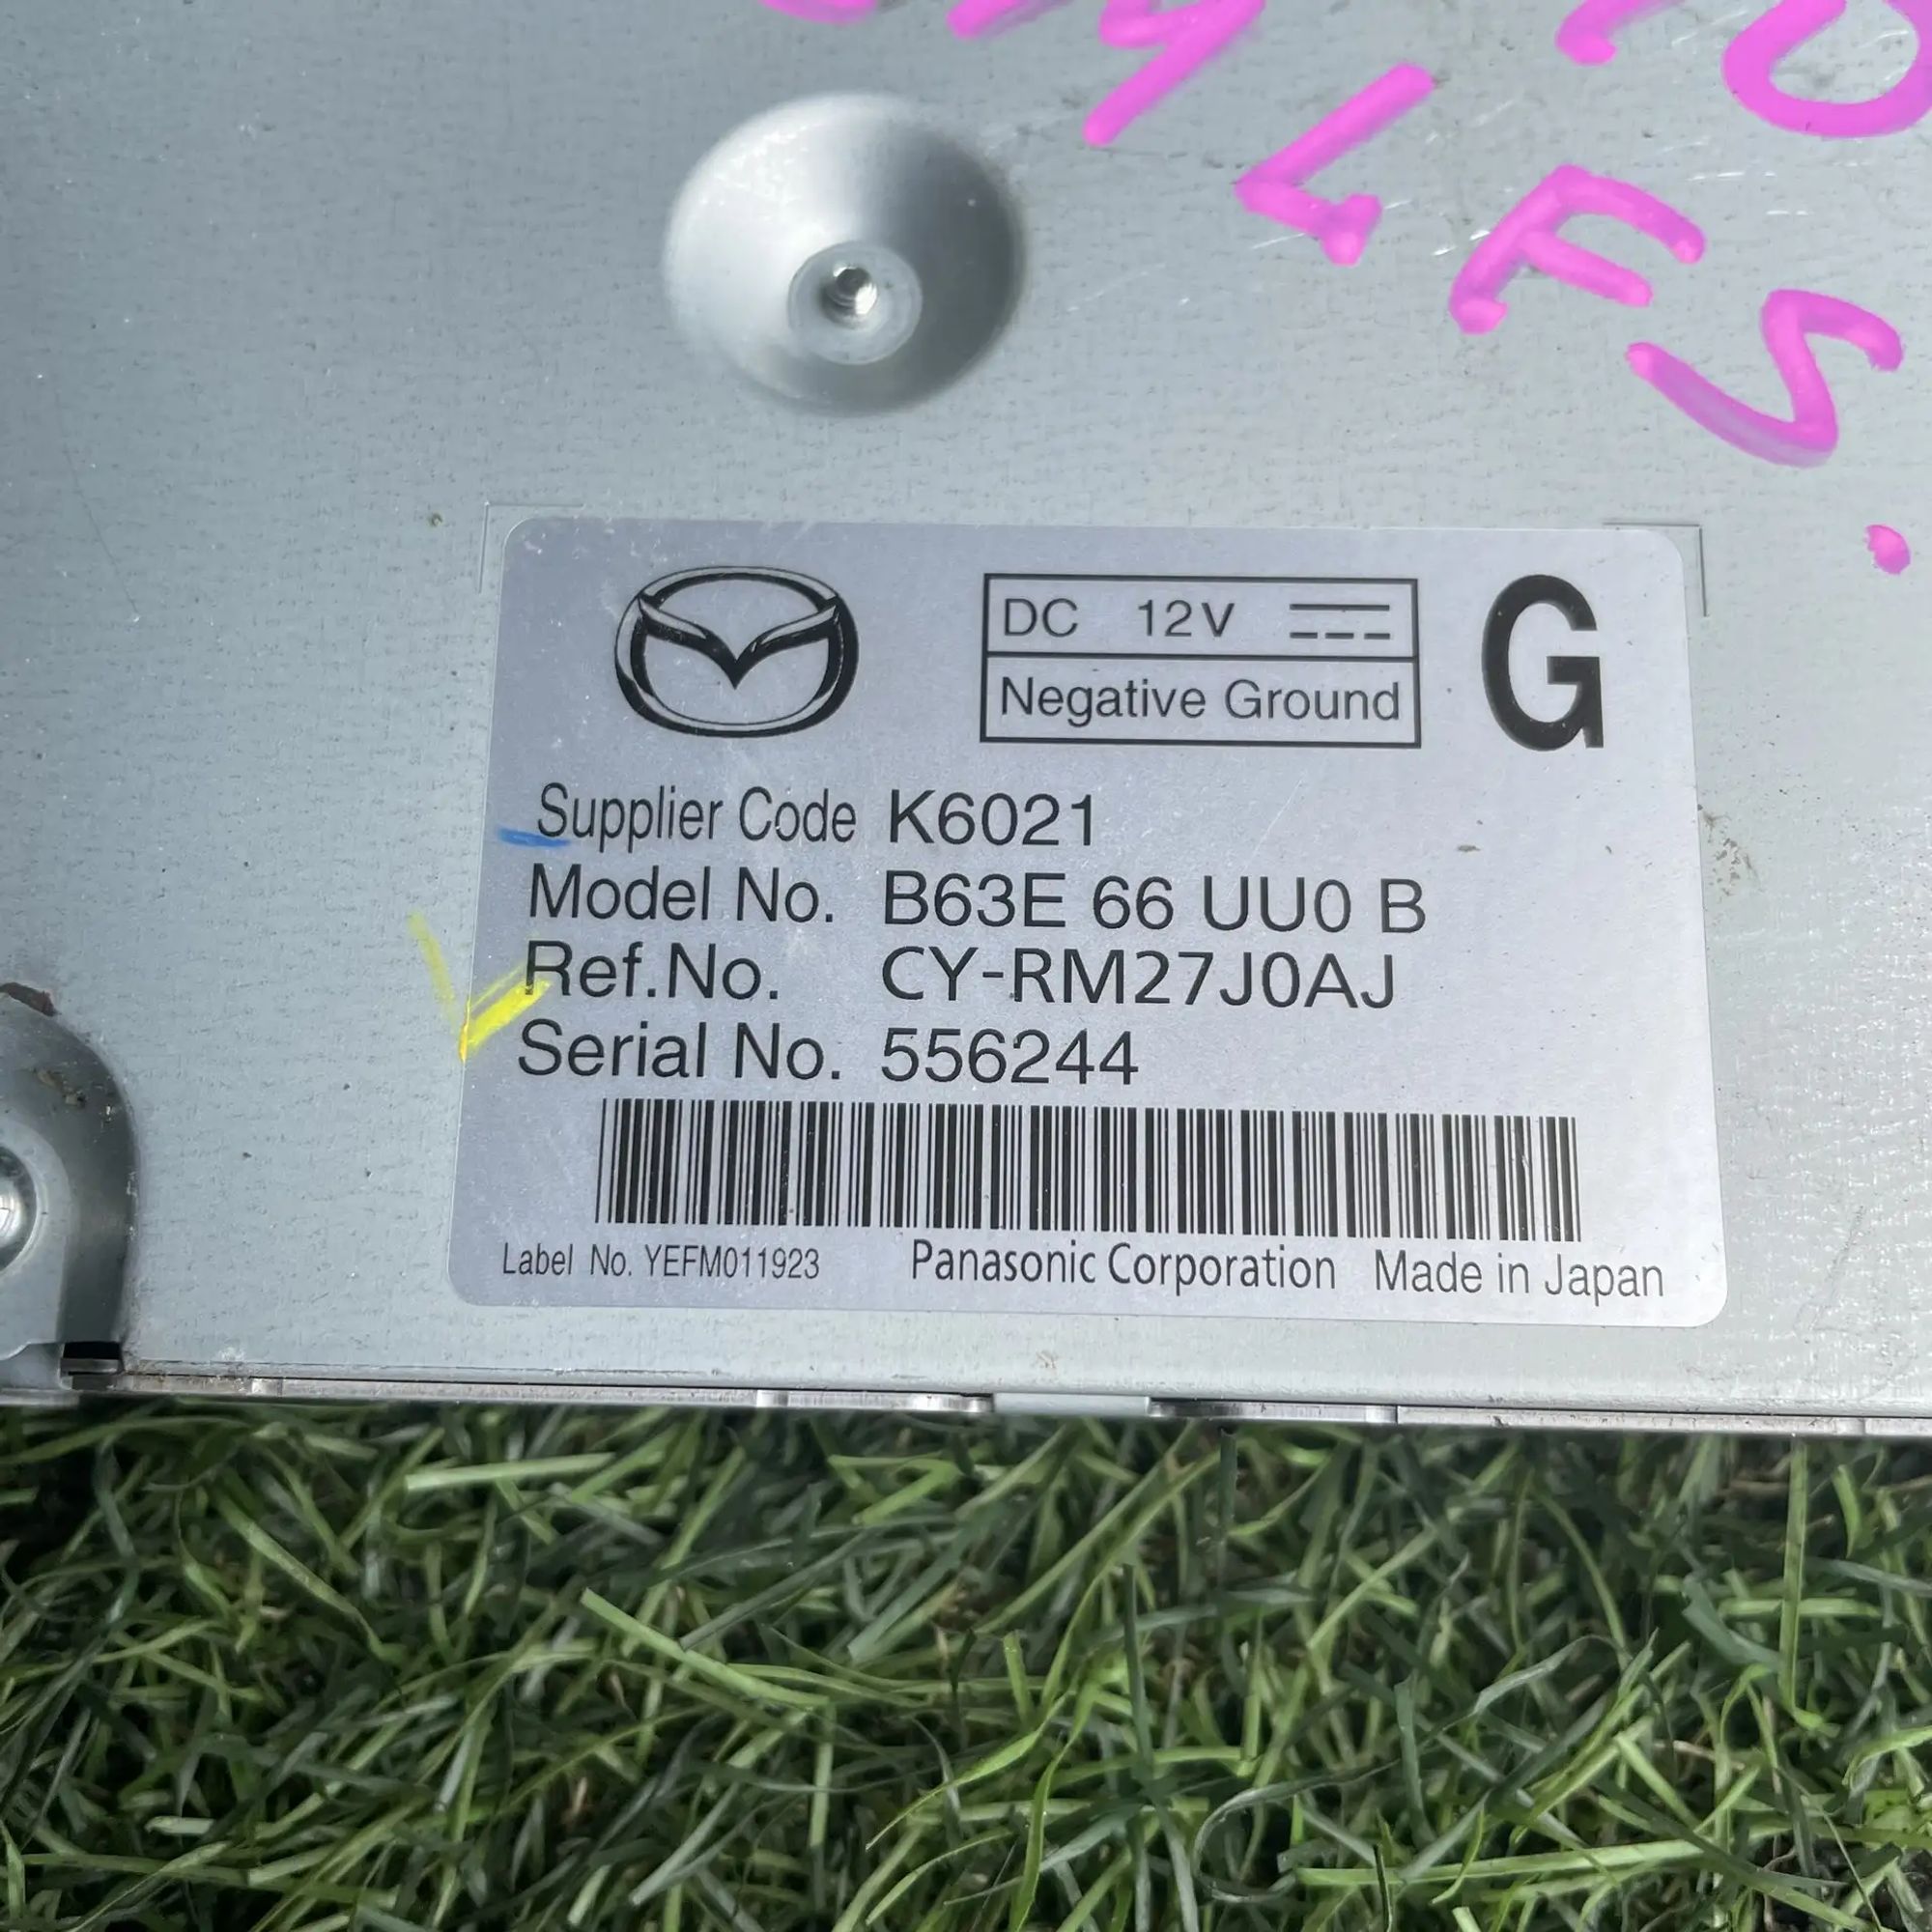 DC 12V
Negative Ground
G
Supplier Code K6021
Model No. B63E 66 UU0 B
Ref.No. CY-RM27J0AJ
Serial No. 556244
Label No. YEFM011923 Panasonic Corporation Made in Japan